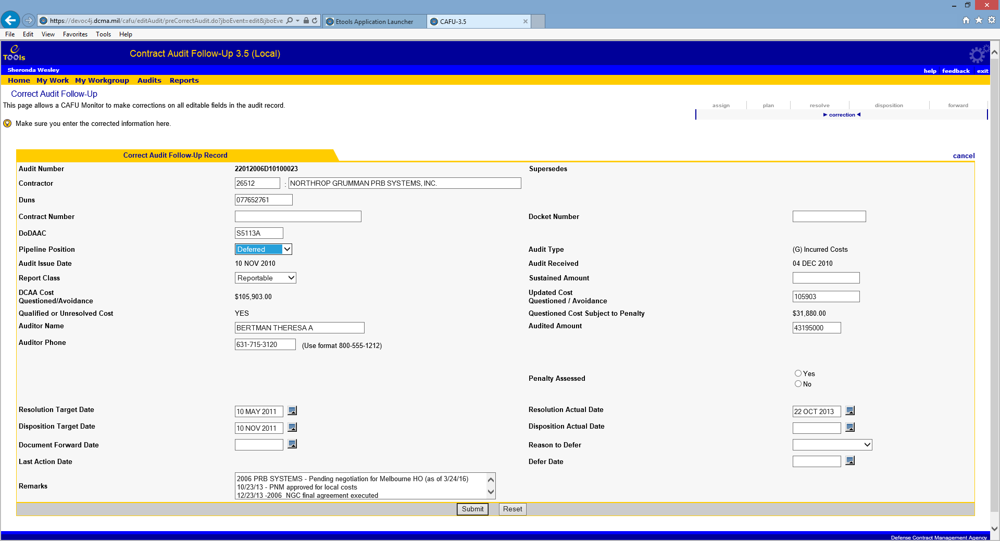 https://devoc4j.dcma.mil/cafu/editAudit/preCorrectAudit.do?jboEvent=edit&jboEve
Etools Application Launcher
CAFU-3.5
File Edit View Favorites Tools Help
e TOOls
Contract Audit Follow-Up 3.5 (Local)
Sheronda Wesley
help feedback exit
Home My Work My Workgroup Audits Reports
Correct Audit Follow-Up
This page allows a CAFU Monitor to make corrections on all editable fields in the audit record.
assign plan resolve disposition forward
correction
Make sure you enter the corrected information here.
Correct Audit Follow-Up Record
cancel
Audit Number 22012006D10100023 Supersedes
Contractor 26512 : NORTHROP GRUMMAN PRB SYSTEMS, INC.
Duns 077652761
Contract Number Docket Number
DoDAAC S5113A
Pipeline Position Deferred Audit Type (G) Incurred Costs
Audit Issue Date 10 NOV 2010 Audit Received 04 DEC 2010
Report Class Reportable Sustained Amount
DCAA Cost
Questioned/Avoidance $105,903.00
Updated Cost
Questioned / Avoidance 105903
Qualified or Unresolved Cost YES Questioned Cost Subject to Penalty $31,880.00
Auditor Name BERTMAN THERESA A Audited Amount 43195000
Auditor Phone 631-715-3120 (Use format 800-555-1212)
Penalty Assessed
Yes
No
Resolution Target Date 10 MAY 2011 Resolution Actual Date 22 OCT 2013
Disposition Target Date 10 NOV 2011 Disposition Actual Date
Document Forward Date Reason to Defer
Last Action Date Defer Date
Remarks
2006 PRB SYSTEMS - Pending negotiation for Melbourne HO (as of 3/24/16)
10/23/13 - PNM approved for local costs
12/23/13 -2006  NGC final agreement executed
Submit Reset
Defense Contract Management Agency